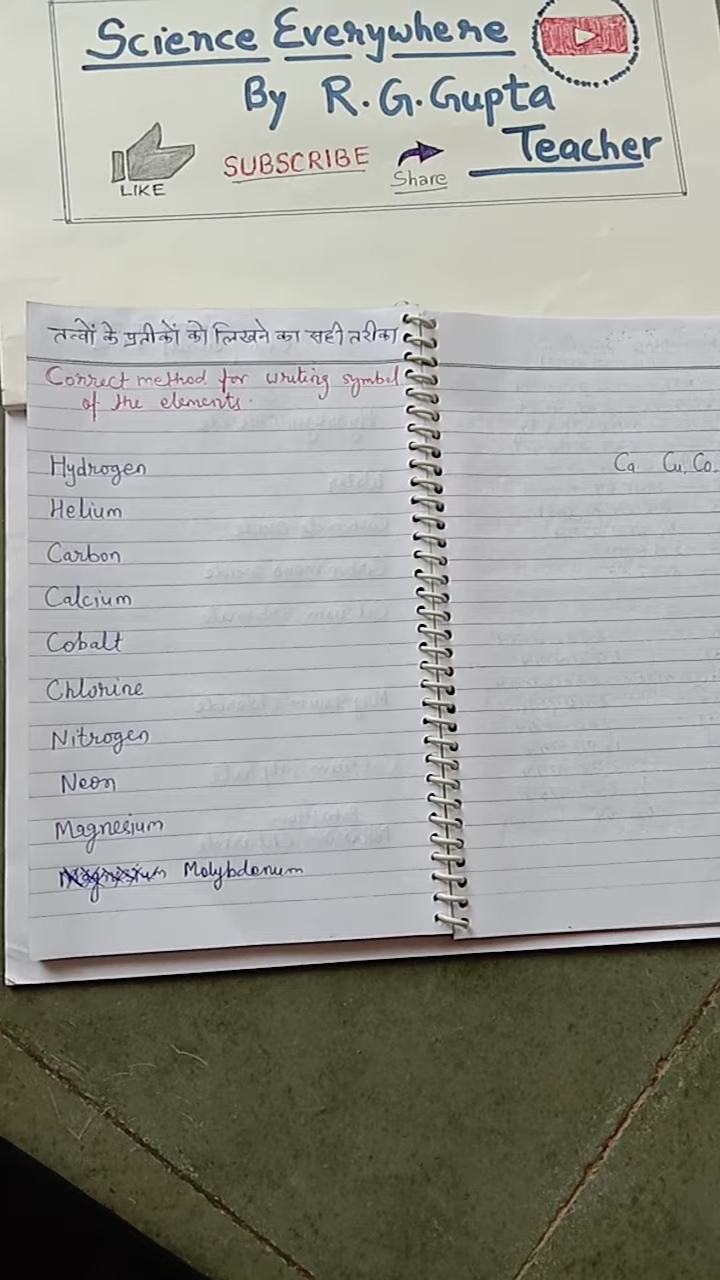 Science Everywhere
By R.G.Gupta
Teacher
LIKE
SUBSCRIBE
Share
तत्वों के प्रतीकों को लिखने का सही तरीका
Correct method for writing symbol
of the elements.
Hydrogen
Helium
Carbon
Calcium
Cobalt
Chlorine
Nitrogen
Neon
Magnesium
Molybdenum
Ca Cu, Co.